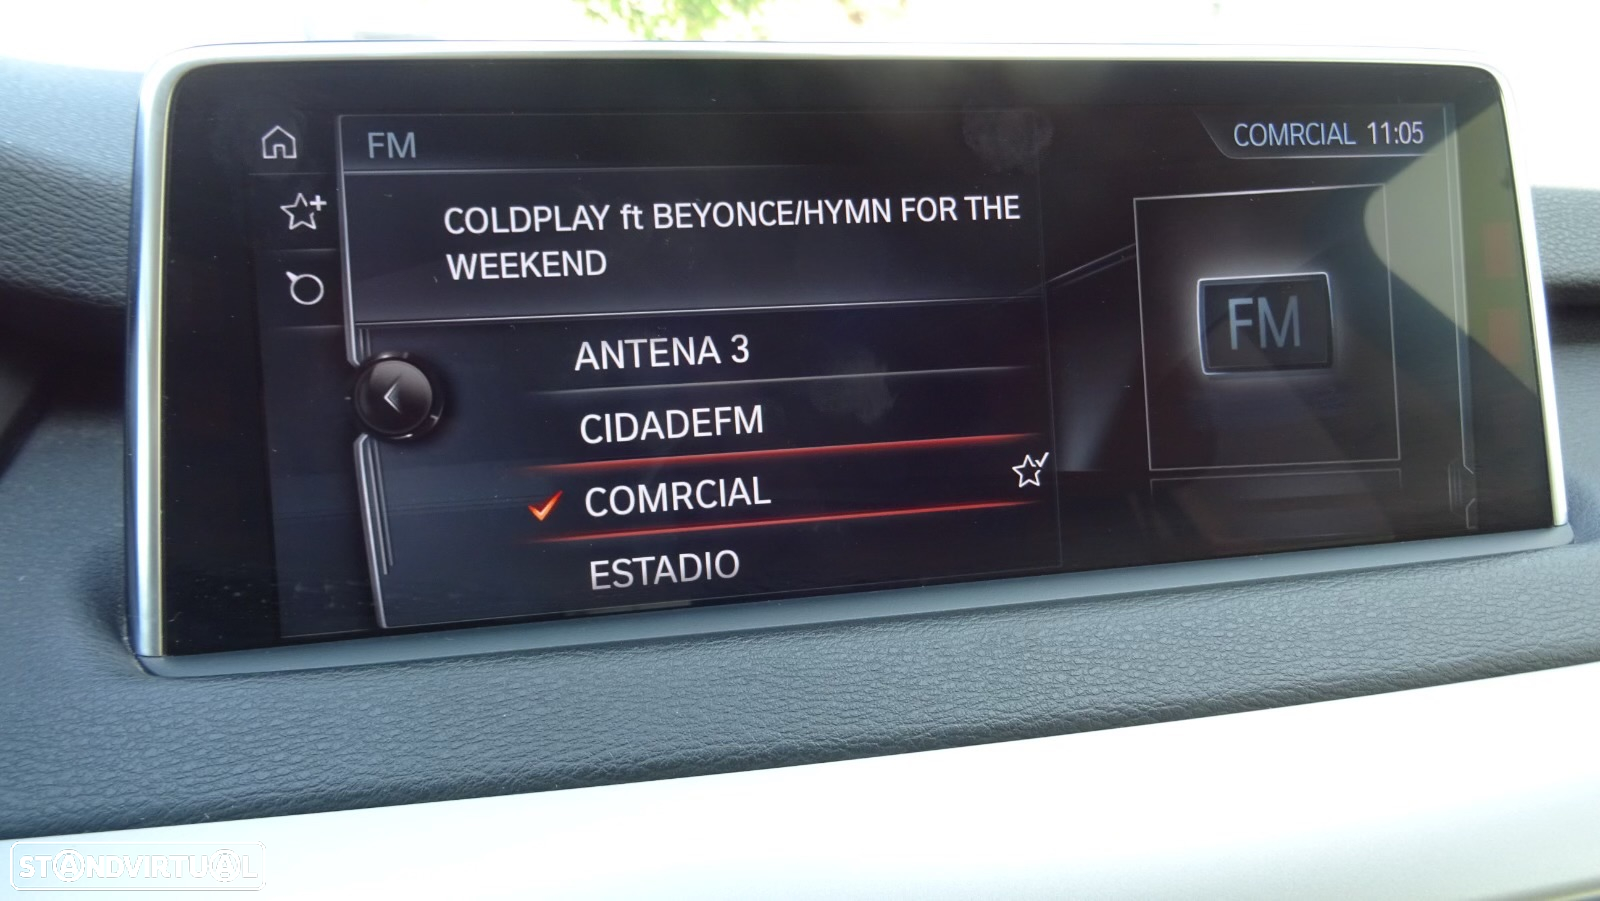 FM
COMRCIAL 11:05
COLDPLAY ft BEYONCE/HYMN FOR THE
WEEKEND
FM
ANTENA 3
CIDADEFM
COMRCIAL
ESTADIO
STANDVIRTUAL